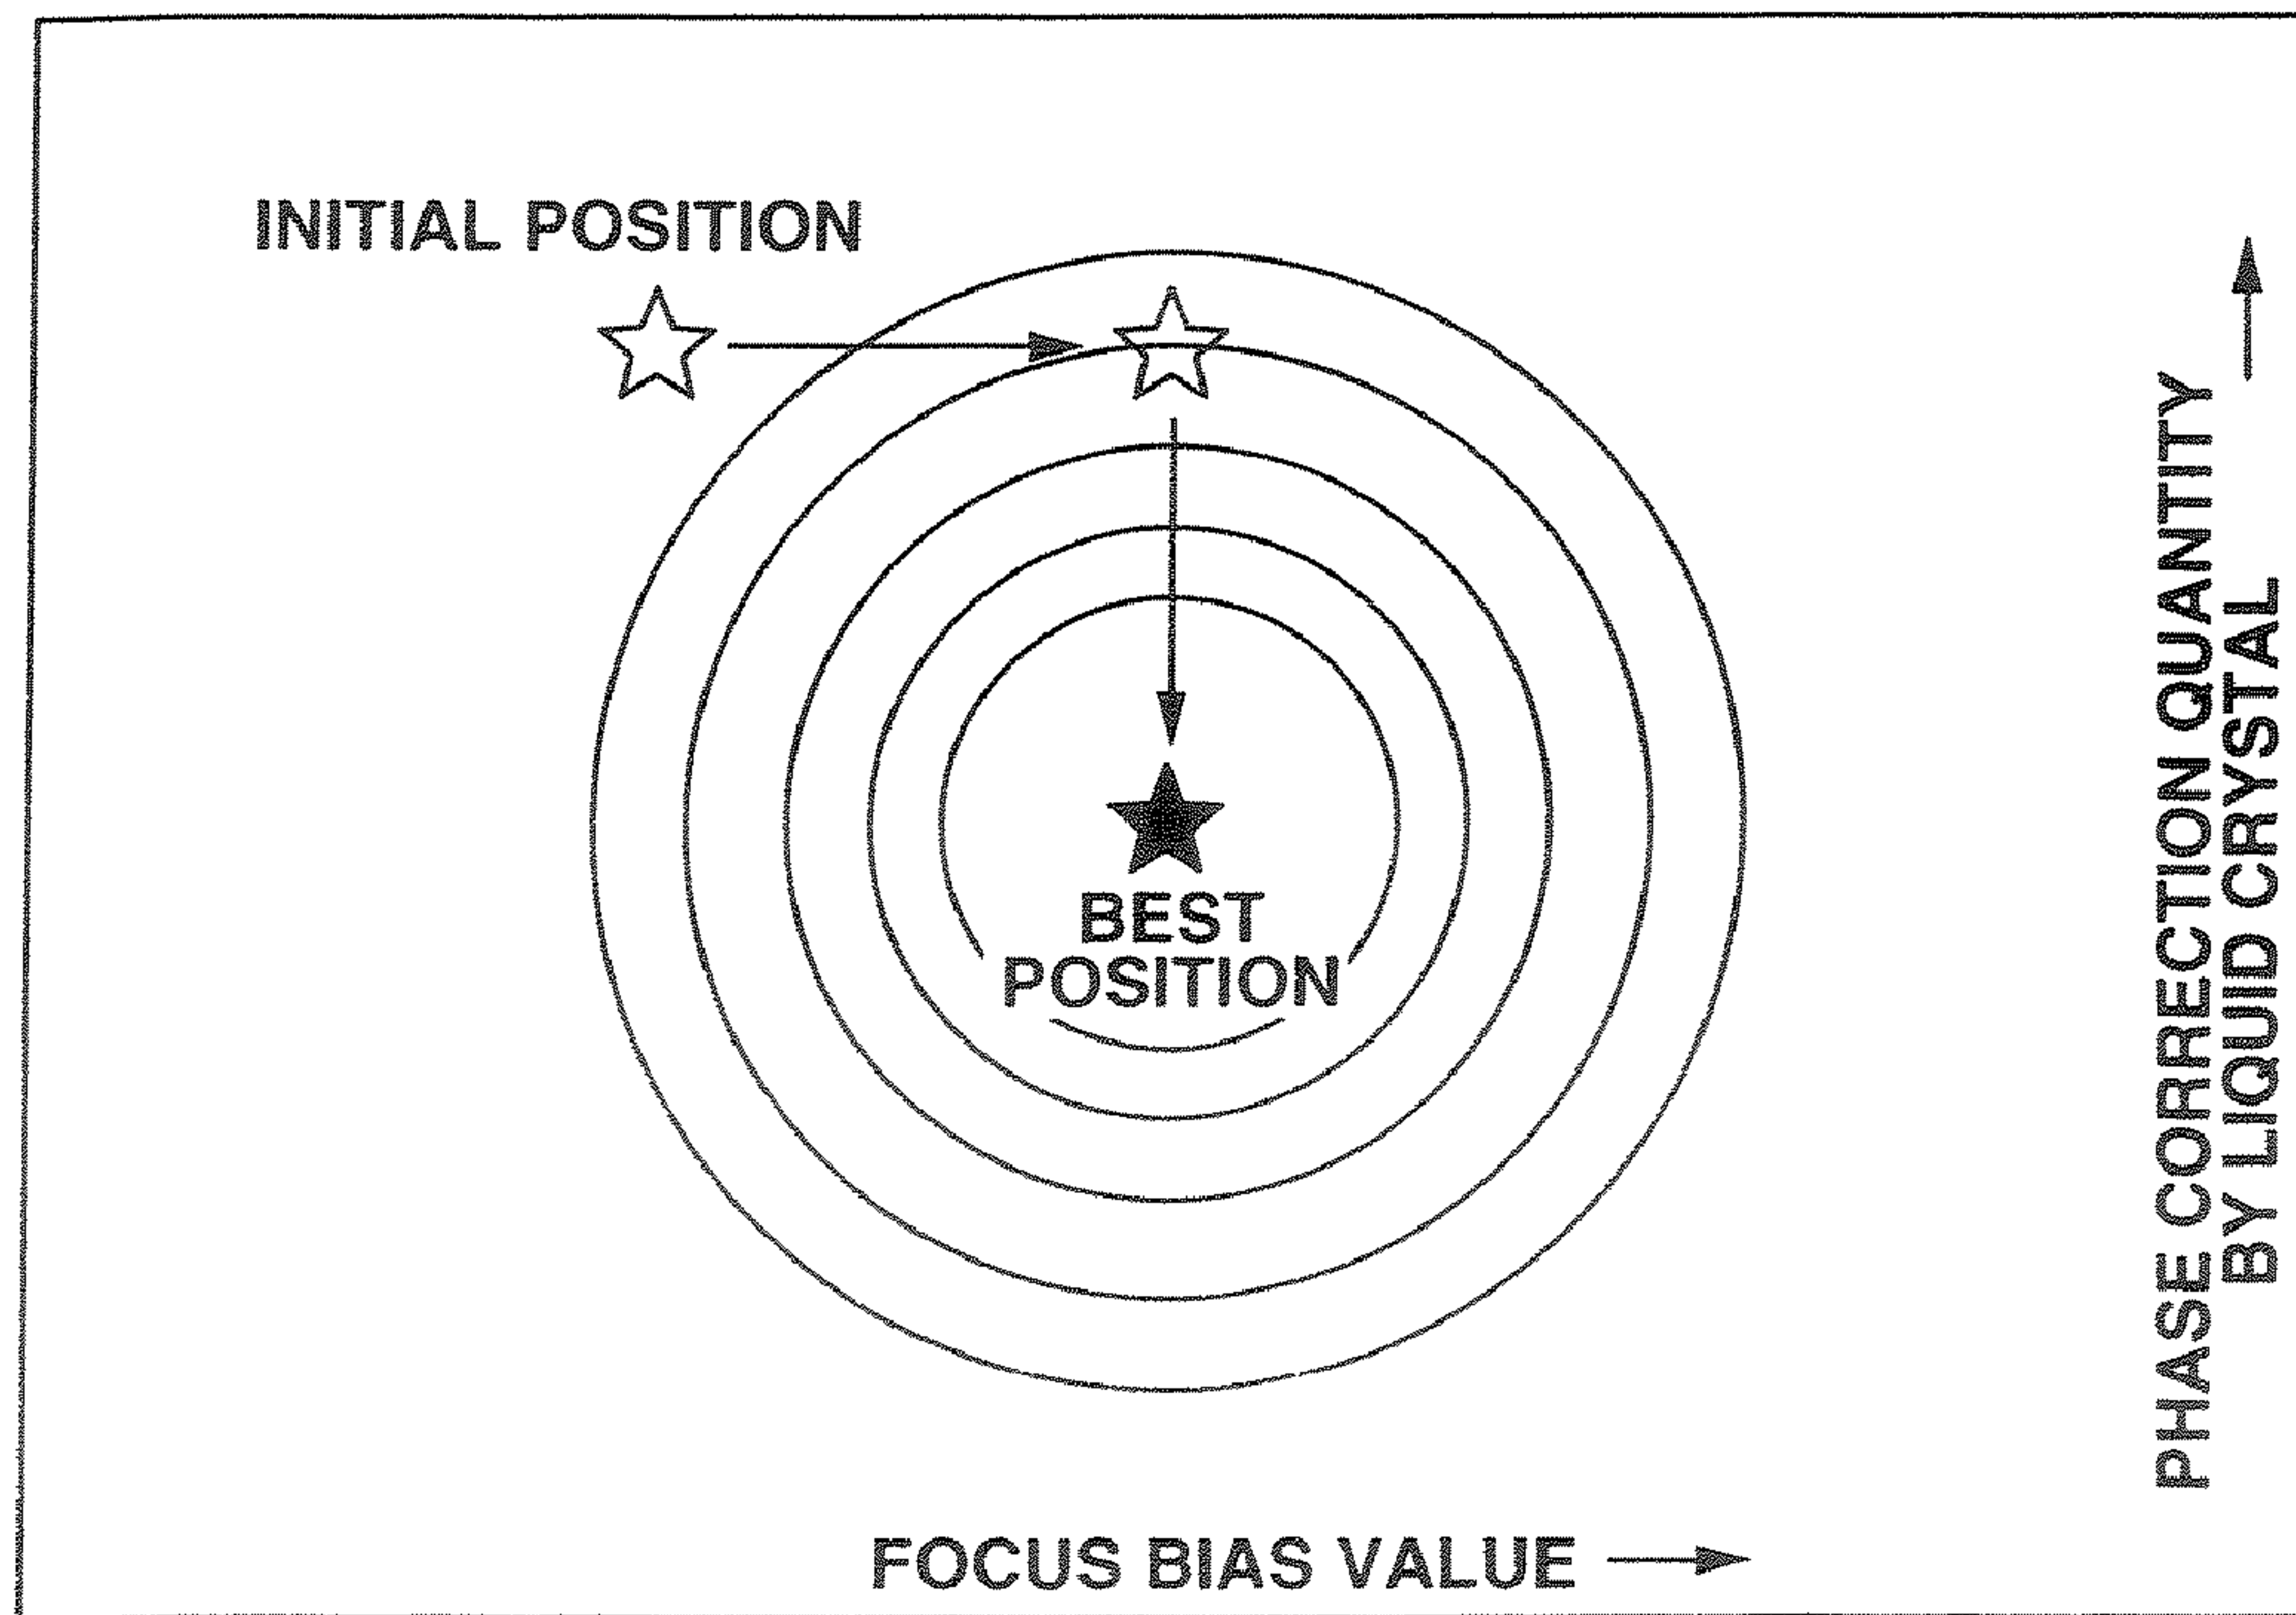 INITIAL POSITION
BEST
POSITION
PHASE CORRECTION QUANTITY
BY LIQUID CRYSTAL
FOCUS BIAS VALUE